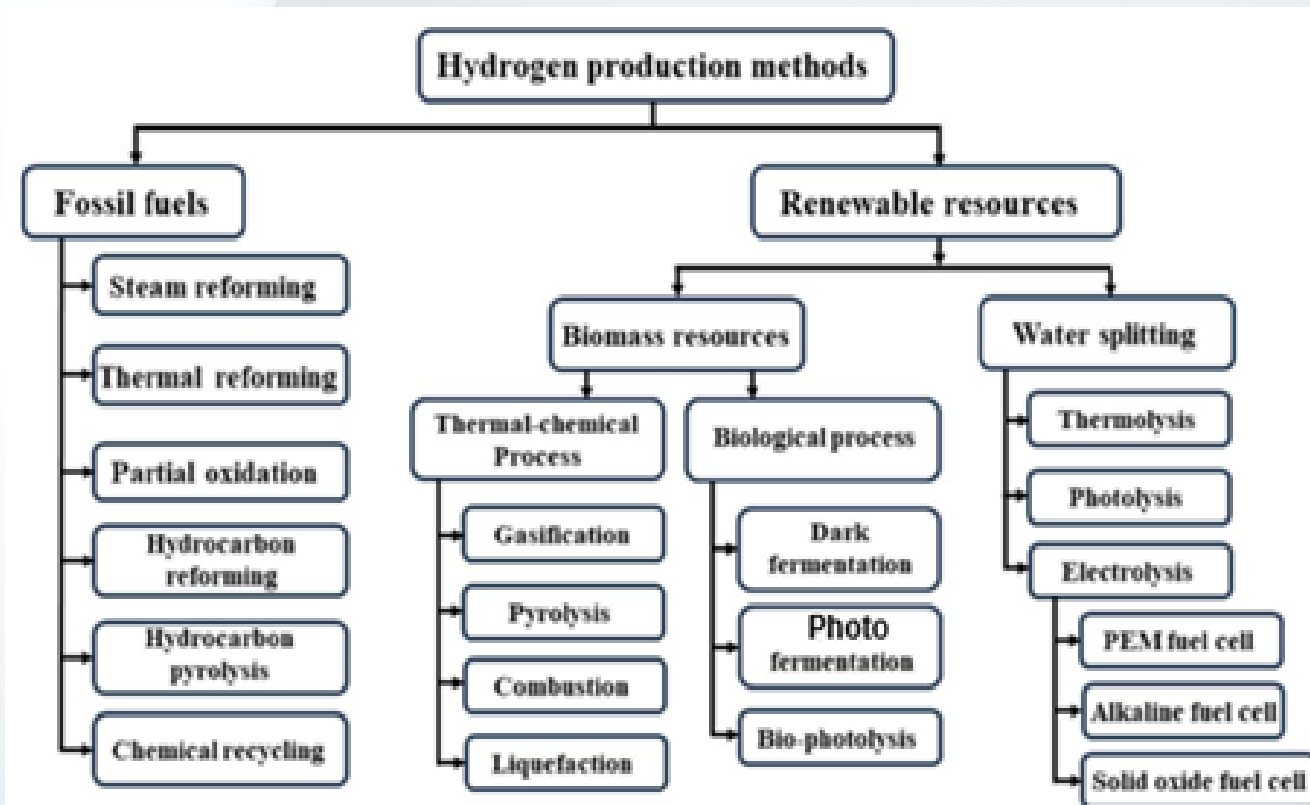 Hydrogen production methods
Fossil fuels
Steam reforming
Thermal reforming
Partial oxidation
Hydrocarbon
reforming
Hydrocarbon
pyrolysis
Chemical recycling
Renewable resources
Biomass resources
Thermal-chemical
Process
Gasification
Pyrolysis
Combustion
Liquefaction
Biological process
Dark
fermentation
Photo
fermentation
Bio-photolysis
Water splitting
Thermolysis
Photolysis
Electrolysis
PEM fuel cell
Alkaline fuel cell
Solid oxide fuel cell